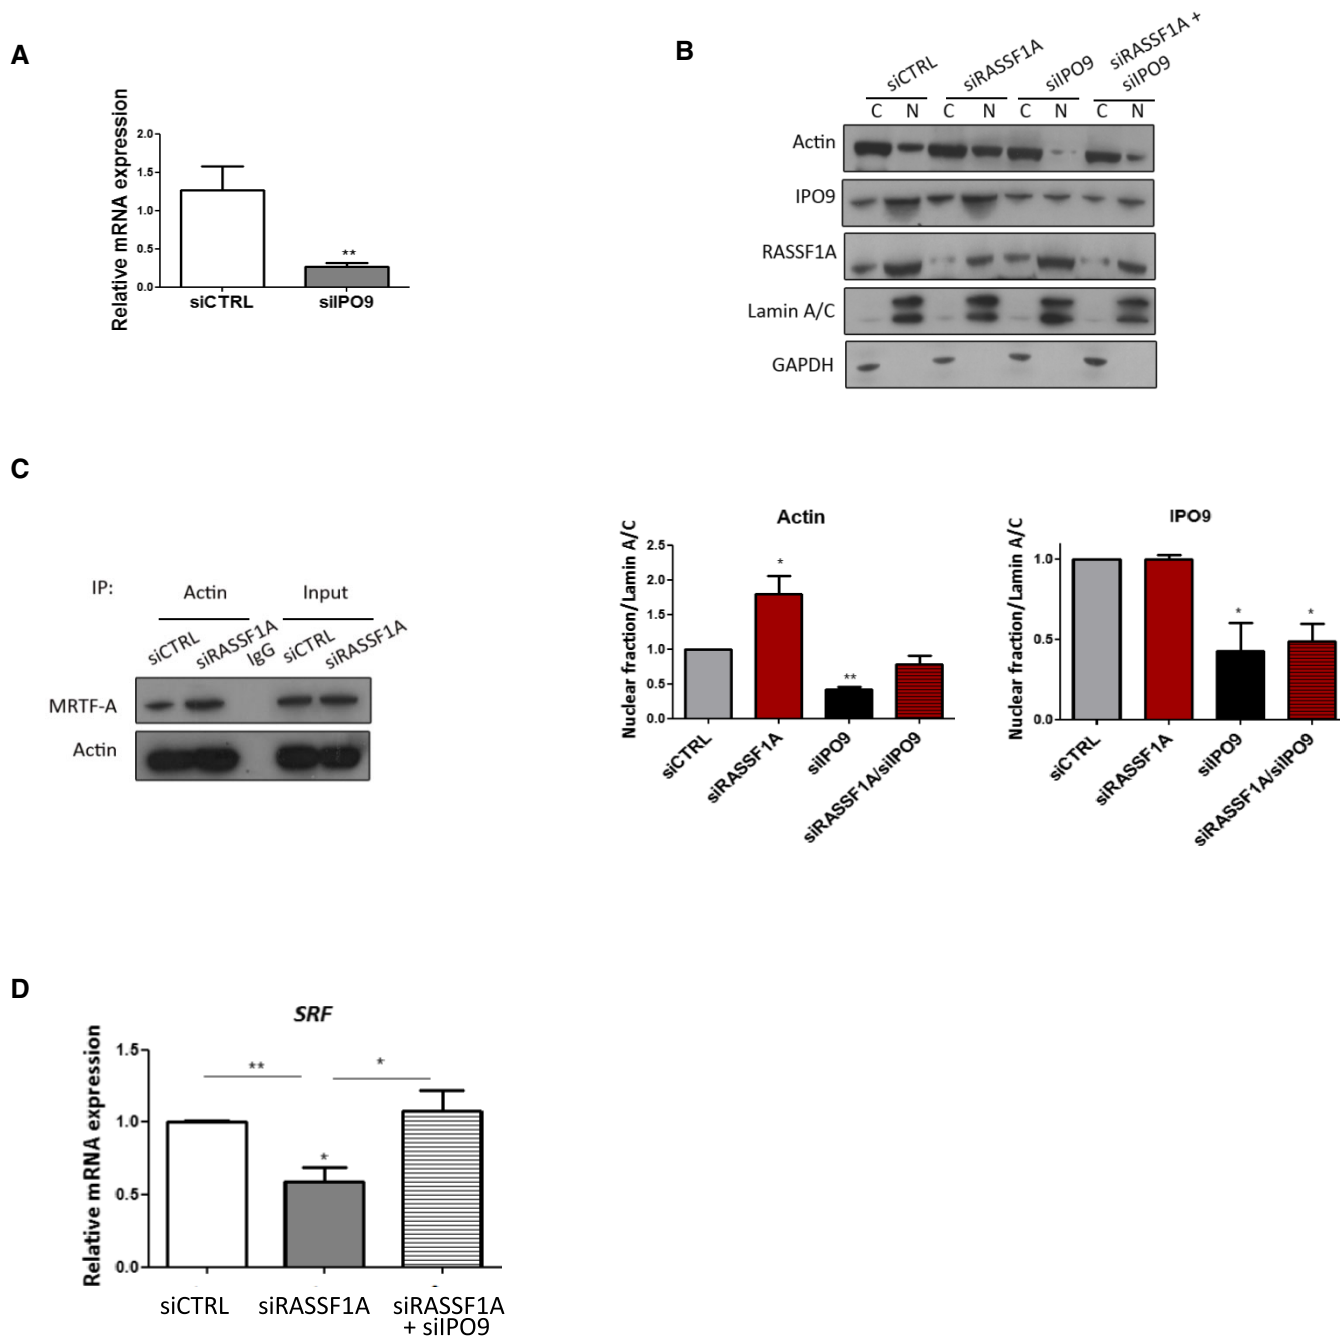 A
Relative mRNA expression
2.0
1.5
1.0
0.5
0.0
**
siCTRL
siIPO9
B
siCTRL
siRASSF1A
siIPO9
siRASSF1A +
siIPO9
C N C N C N C N
Actin
IPO9
RASSF1A
Lamin A/C
GAPDH
Actin
Nuclear fraction/Lamin A/C
2.5
2.0
1.5
1.0
0.5
0.0
*
**
siCTRL
siRASSF1A
siIPO9
siRASSF1A/siIPO9
IPO9
Nuclear fraction/Lamin A/C
1.0
0.5
0.0
*
*
siCTRL
siRASSF1A
siIPO9
siRASSF1A/siIPO9
C
IP:
Actin
Input
siCTRL
siRASSF1A
IgG
siCTRL
siRASSF1A
MRTF-A
Actin
D
SRF
Relative mRNA expression
1.5
1.0
0.5
0.0
**
*
*
siCTRL
siRASSF1A
siRASSF1A
+ siIPO9